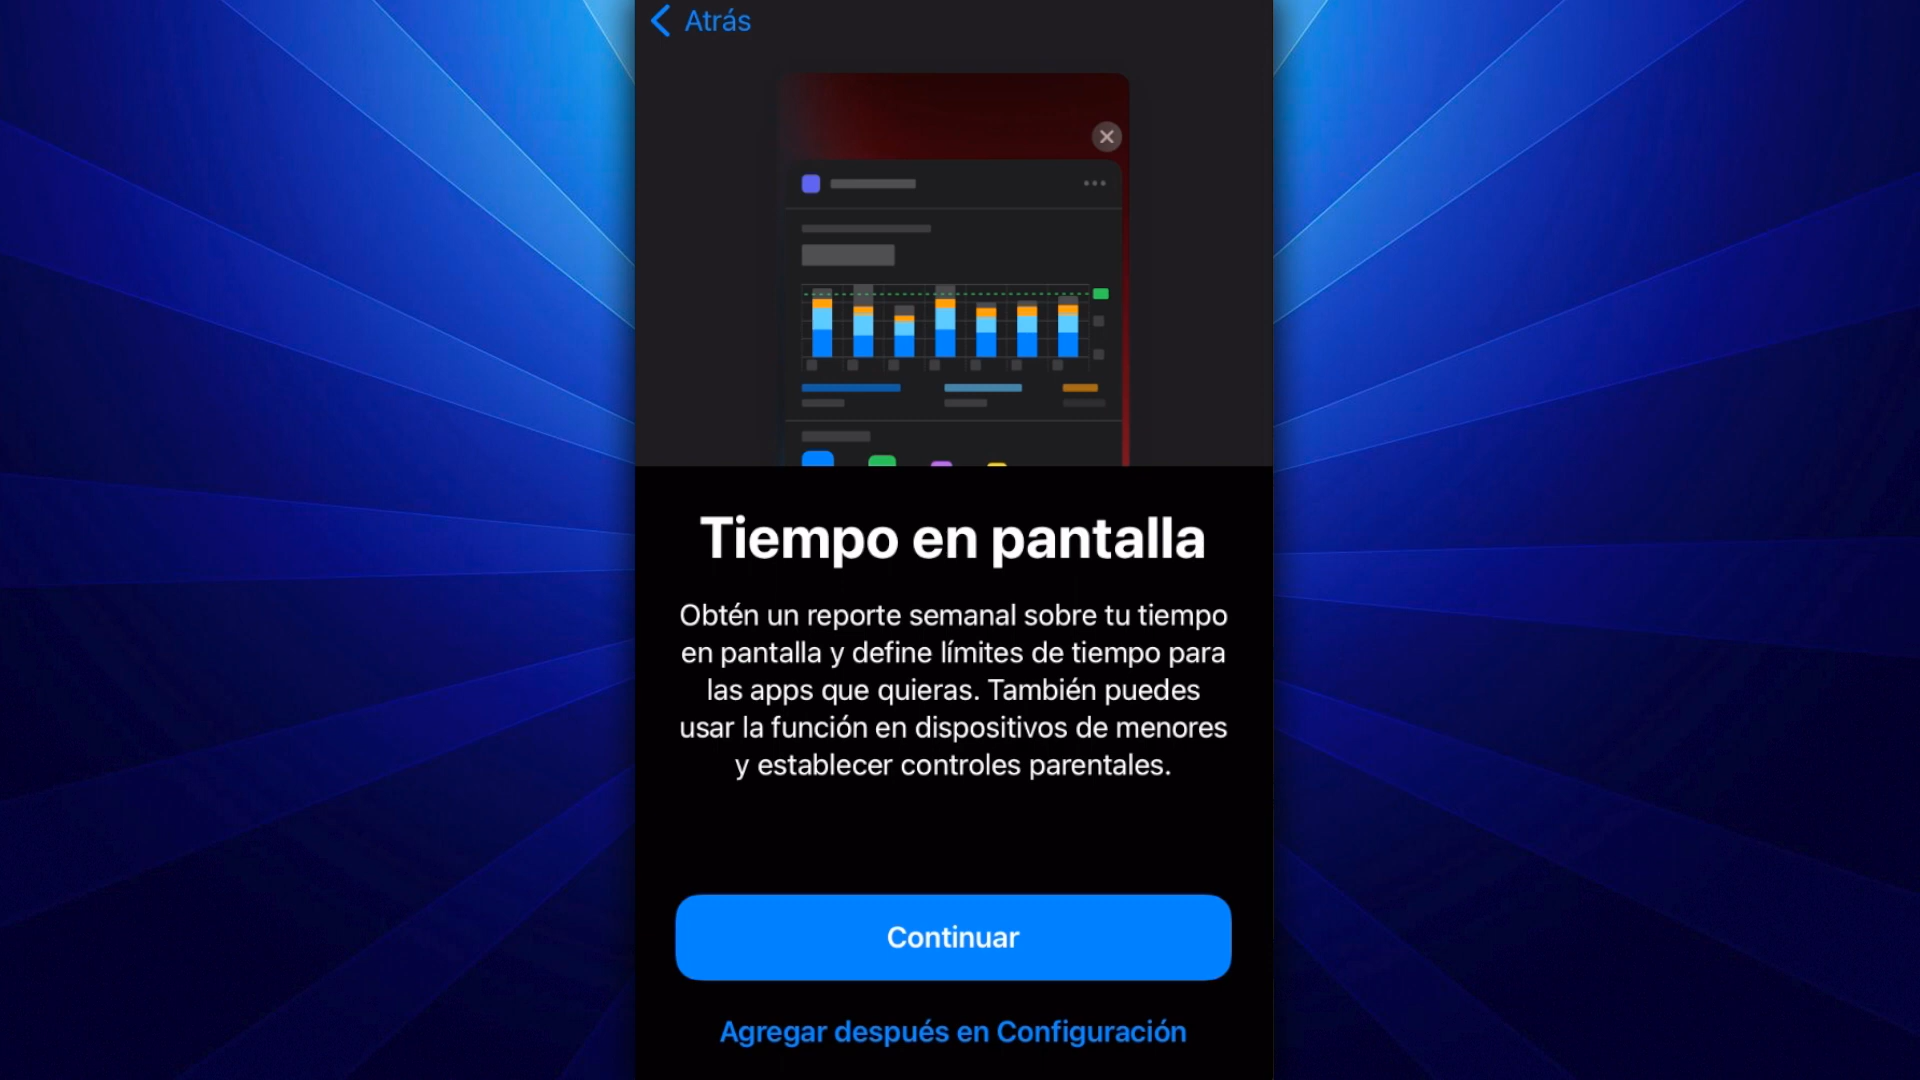 Atrás
Tiempo en pantalla
Obtén un reporte semanal sobre tu tiempo
en pantalla y define límites de tiempo para
las apps que quieras. También puedes
usar la función en dispositivos de menores
y establecer controles parentales.
Continuar
Agregar después en Configuración